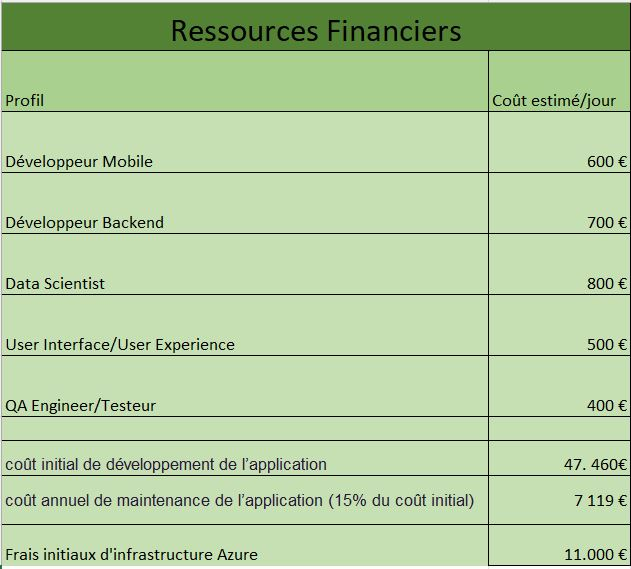 Ressources Financiers
Profil Coût estimé/jour
Développeur Mobile 600 €
Développeur Backend 700 €
Data Scientist 800 €
User Interface/User Experience 500 €
QA Engineer/Testeur 400 €
coût initial de développement de l’application 47. 460€
coût annuel de maintenance de l’application (15% du coût initial) 7 119 €
Frais initiaux d'infrastructure Azure 11.000 €